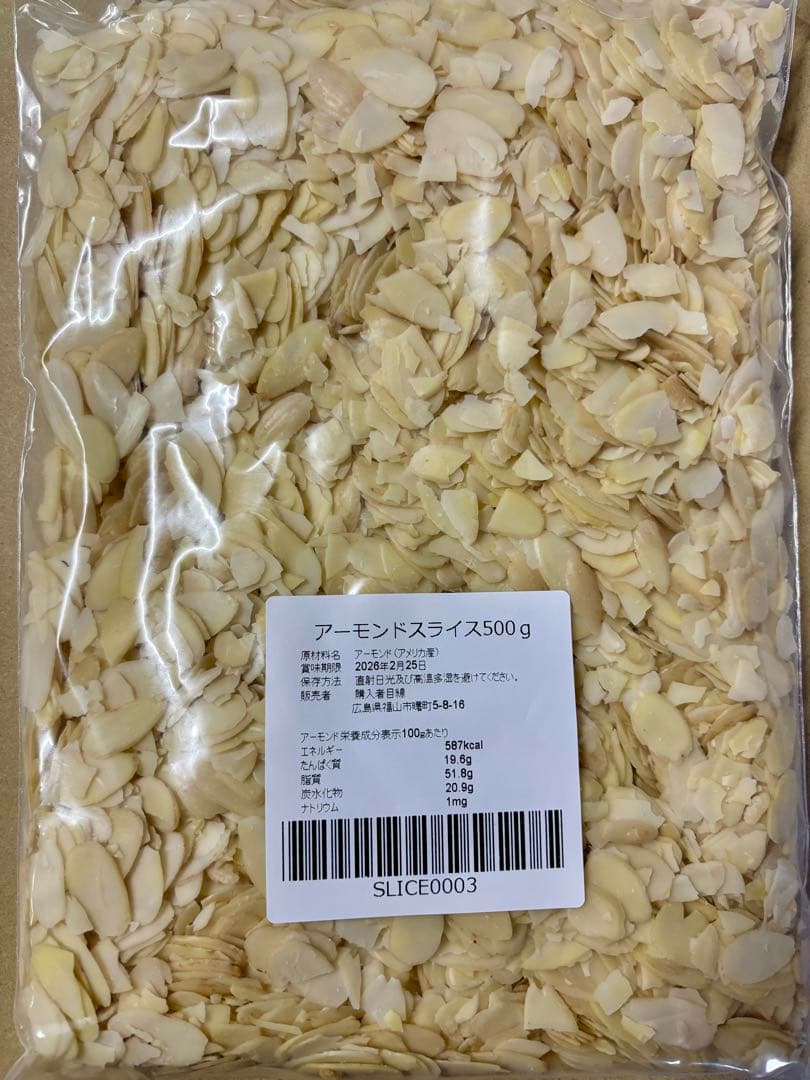 アーモンドスライス500g
原材料名 アーモンド(アメリカ産)
賞味期限 2026年2月25日
保存方法 直射日光及び高温多湿を避けてください。
販売者 購入者目線
広島県福山市曙町5-8-16
アーモンド栄養成分表示100gあたり
エネルギー 587kcal
たんぱく質 19.6g
脂質 51.8g
炭水化物 20.9g
ナトリウム 1mg
SLICE0003